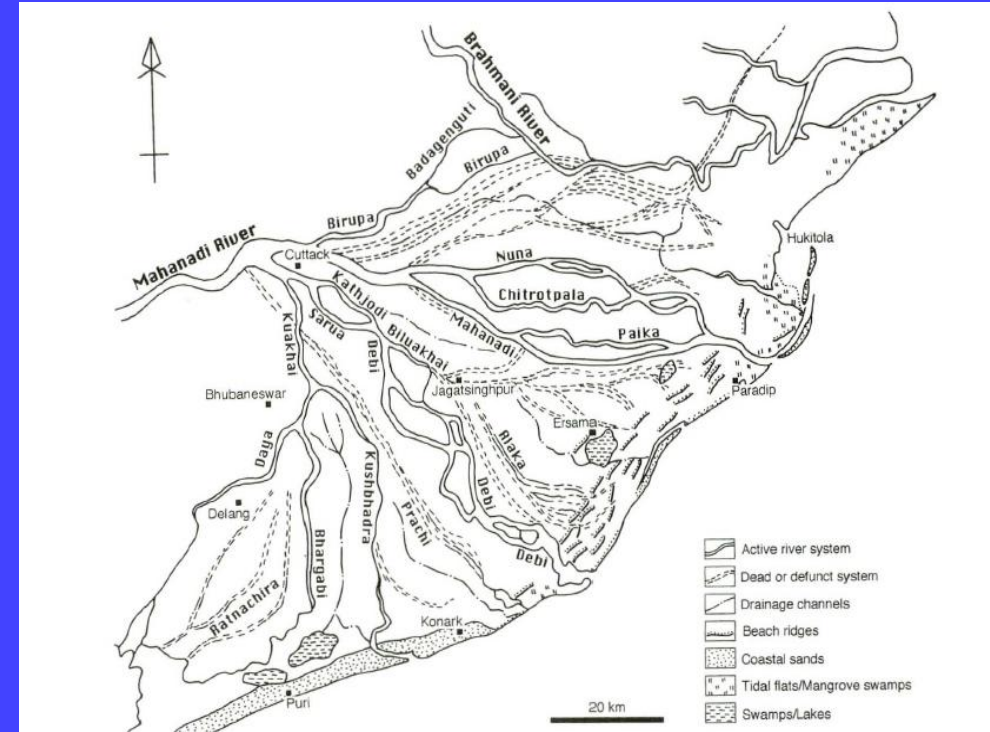 Brahmani River
Badagenguti
Birupa
Birupa
Mahanadi River
Cuttack
Hukitola
Nuna
Chitrotpala
Kathjodi
Mahanadi
Paika
Sarua
Kuakhai
Debi
Biluakhai
Jagatsinghpur
Paradip
Bhubaneswar
Ersama
Daya
Alaka
Kushbhadra
Debi
Delang
Prachi
Bhargabi
Debi
Ratnachira
Konark
Puri
20 km
Active river system
Dead or defunct system
Drainage channels
Beach ridges
Coastal sands
Tidal flats/Mangrove swamps
Swamps/Lakes